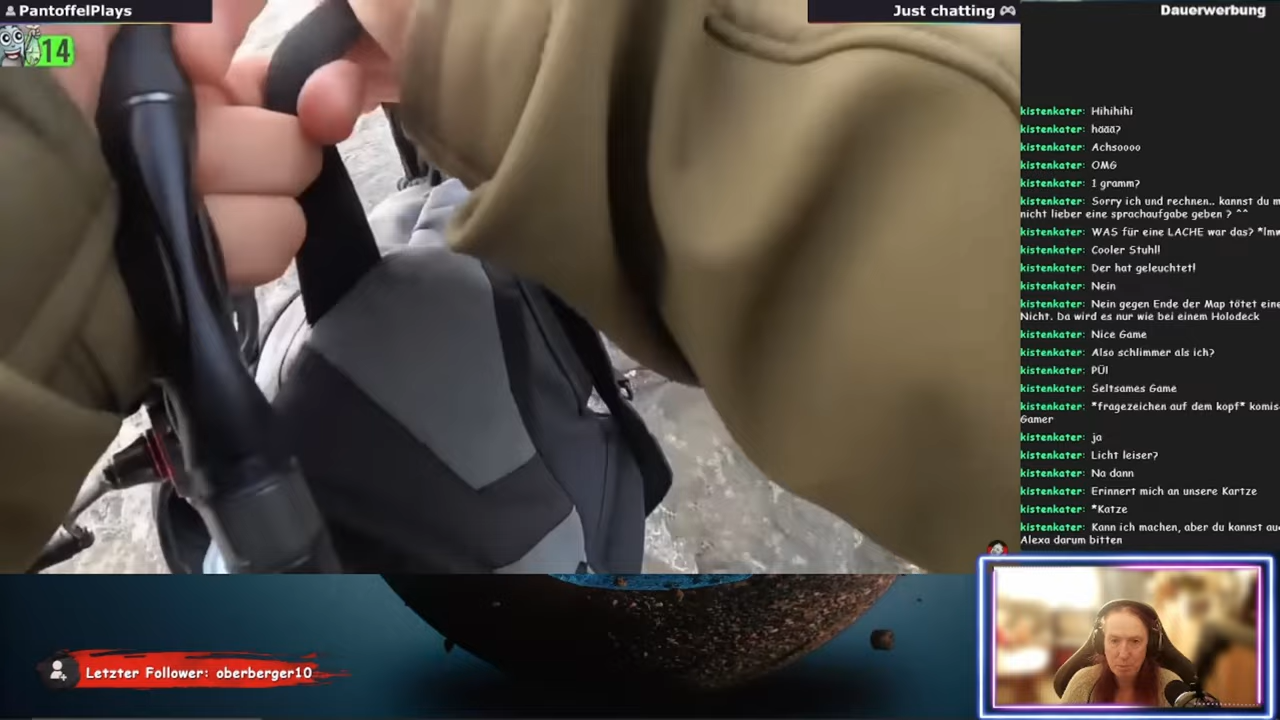 PantoffelPlays
Just chatting
Dauerwerbung
14
kistenkater: Hihihihi
kistenkater: häää?
kistenkater: Achsoooo
kistenkater: OMG
kistenkater: 1 gramm?
kistenkater: Sorry ich und rechnen.. kannst du m
nicht lieber eine sprachaufgabe geben ? ^^
kistenkater: WAS für eine LACHE war das? *lmw
kistenkater: Cooler Stuhl!
kistenkater: Der hat geleuchtet!
kistenkater: Nein
kistenkater: Nein gegen Ende der Map tötet eine
Nicht. Da wird es nur wie bei einem Holodeck
kistenkater: Nice Game
kistenkater: Also schlimmer als ich?
kistenkater: PÜ!
kistenkater: Seltsames Game
kistenkater: *fragezeichen auf dem kopf* komis
Gamer
kistenkater: ja
kistenkater: Licht leiser?
kistenkater: Na dann
kistenkater: Erinnert mich an unsere Kartze
kistenkater: *Katze
kistenkater: Kann ich machen, aber du kannst au
Alexa darum bitten
Letzter Follower: oberberger10